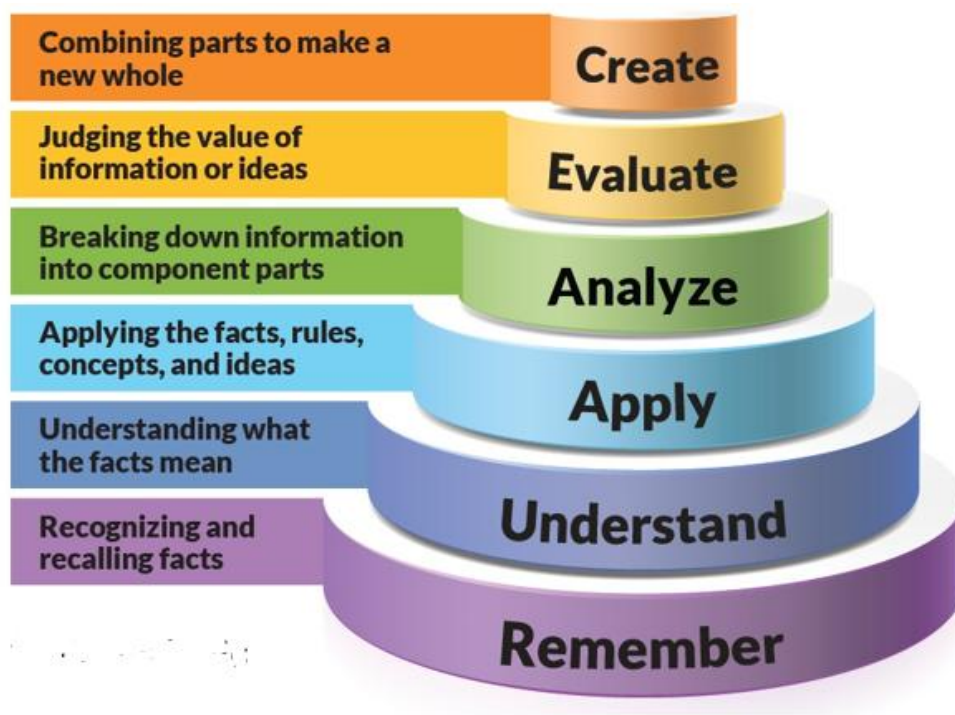 Combining parts to make a
new whole
Create
Judging the value of
information or ideas
Evaluate
Breaking down information
into component parts
Analyze
Applying the facts, rules,
concepts, and ideas
Apply
Understanding what
the facts mean
Understand
Recognizing and
recalling facts
Remember